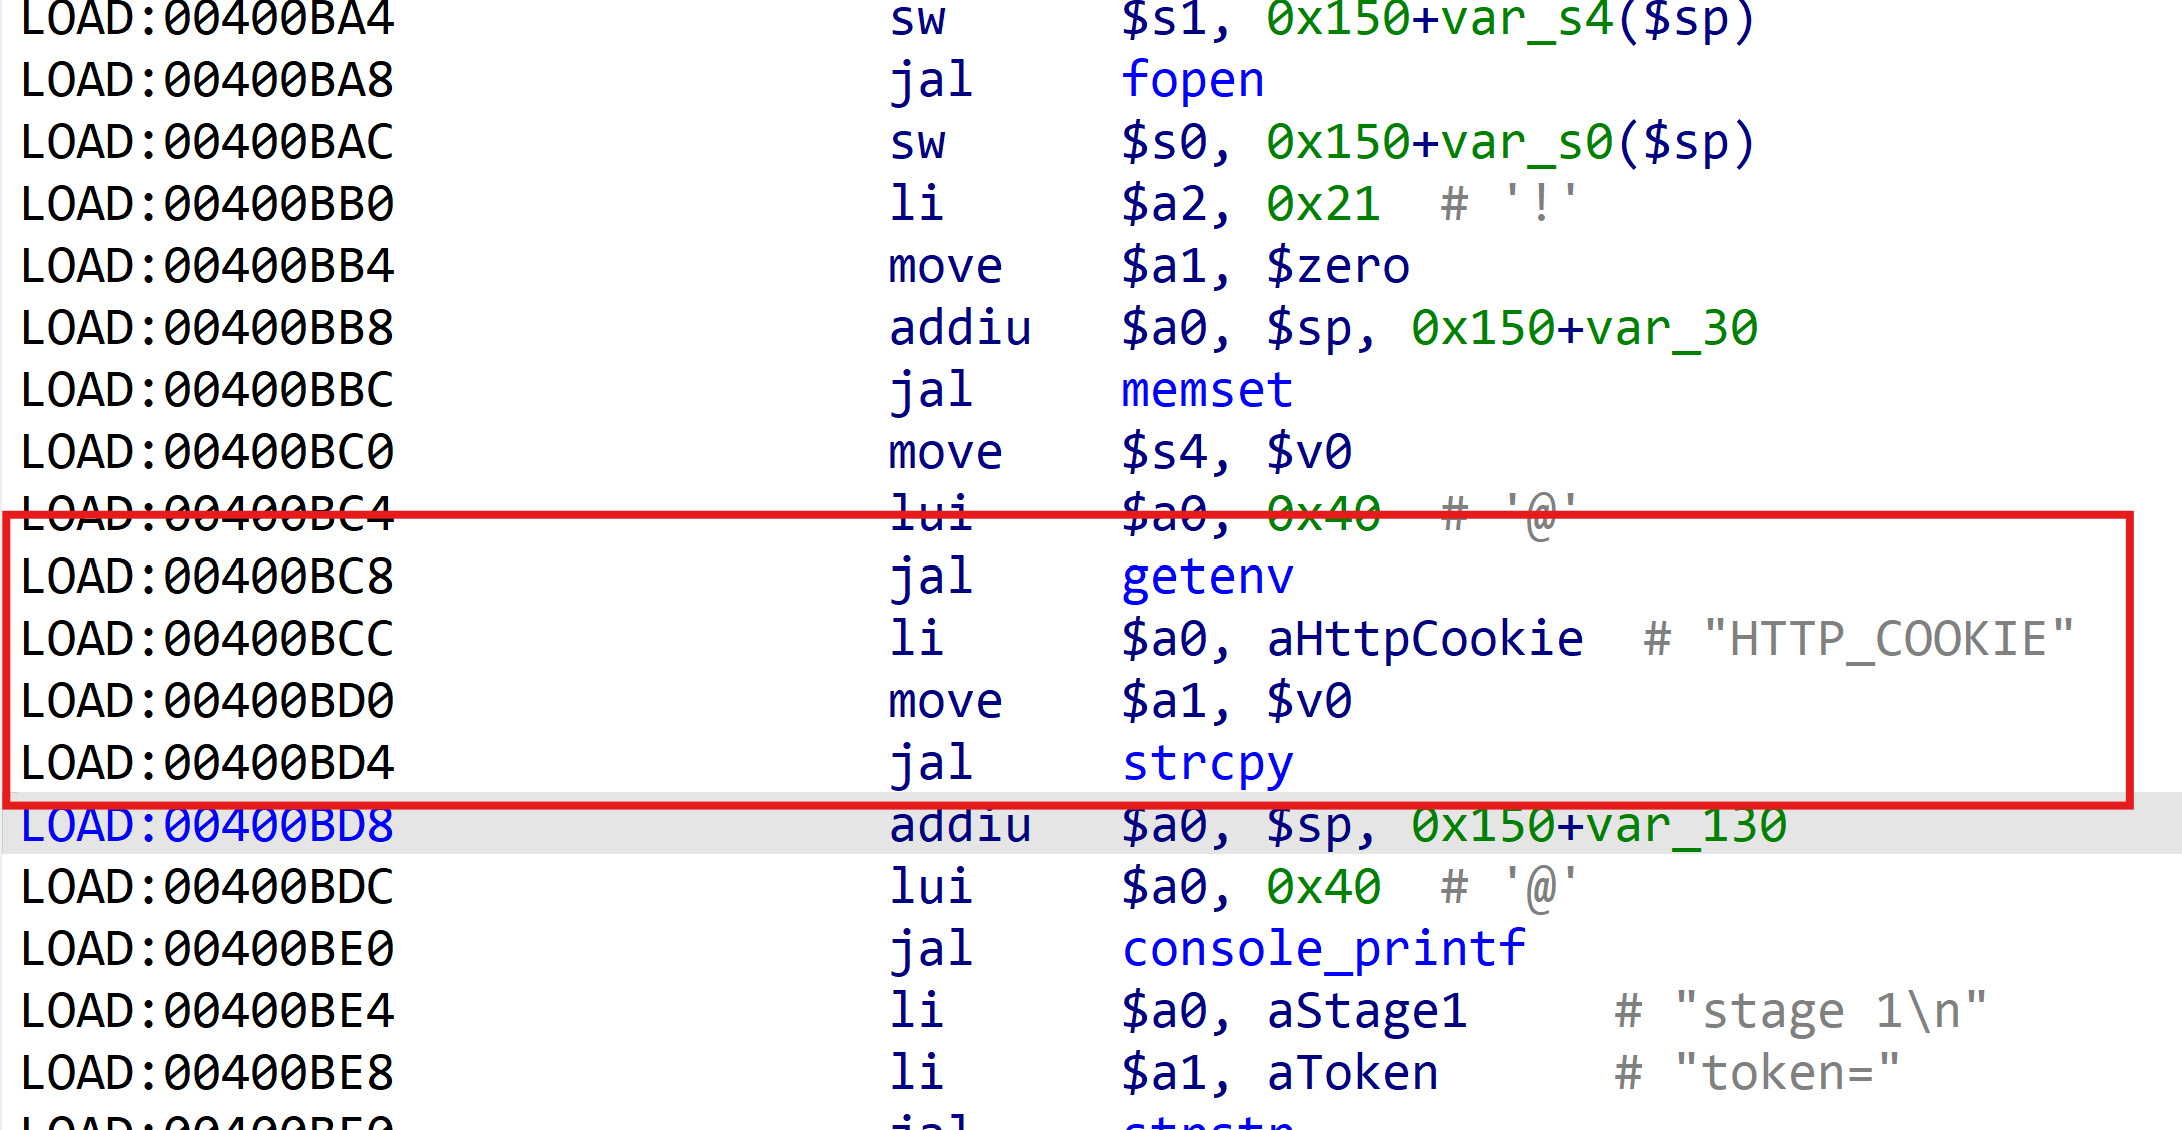 LOAD:00400BA4 sw $s1, 0x150+var_s4($sp)
LOAD:00400BA8 jal fopen
LOAD:00400BAC sw $s0, 0x150+var_s0($sp)
LOAD:00400BB0 li $a2, 0x21 # '!'
LOAD:00400BB4 move $a1, $zero
LOAD:00400BB8 addiu $a0, $sp, 0x150+var_30
LOAD:00400BBC jal memset
LOAD:00400BC0 move $s4, $v0
LOAD:00400BC4 lui $a0, 0x40 # '@'
LOAD:00400BC8 jal getenv
LOAD:00400BCC li $a0, aHttpCookie # "HTTP_COOKIE"
LOAD:00400BD0 move $a1, $v0
LOAD:00400BD4 jal strcpy
LOAD:00400BD8 addiu $a0, $sp, 0x150+var_130
LOAD:00400BDC lui $a0, 0x40 # '@'
LOAD:00400BE0 jal console_printf
LOAD:00400BE4 li $a0, aStage1 # "stage 1\n"
LOAD:00400BE8 li $a1, aToken # "token="